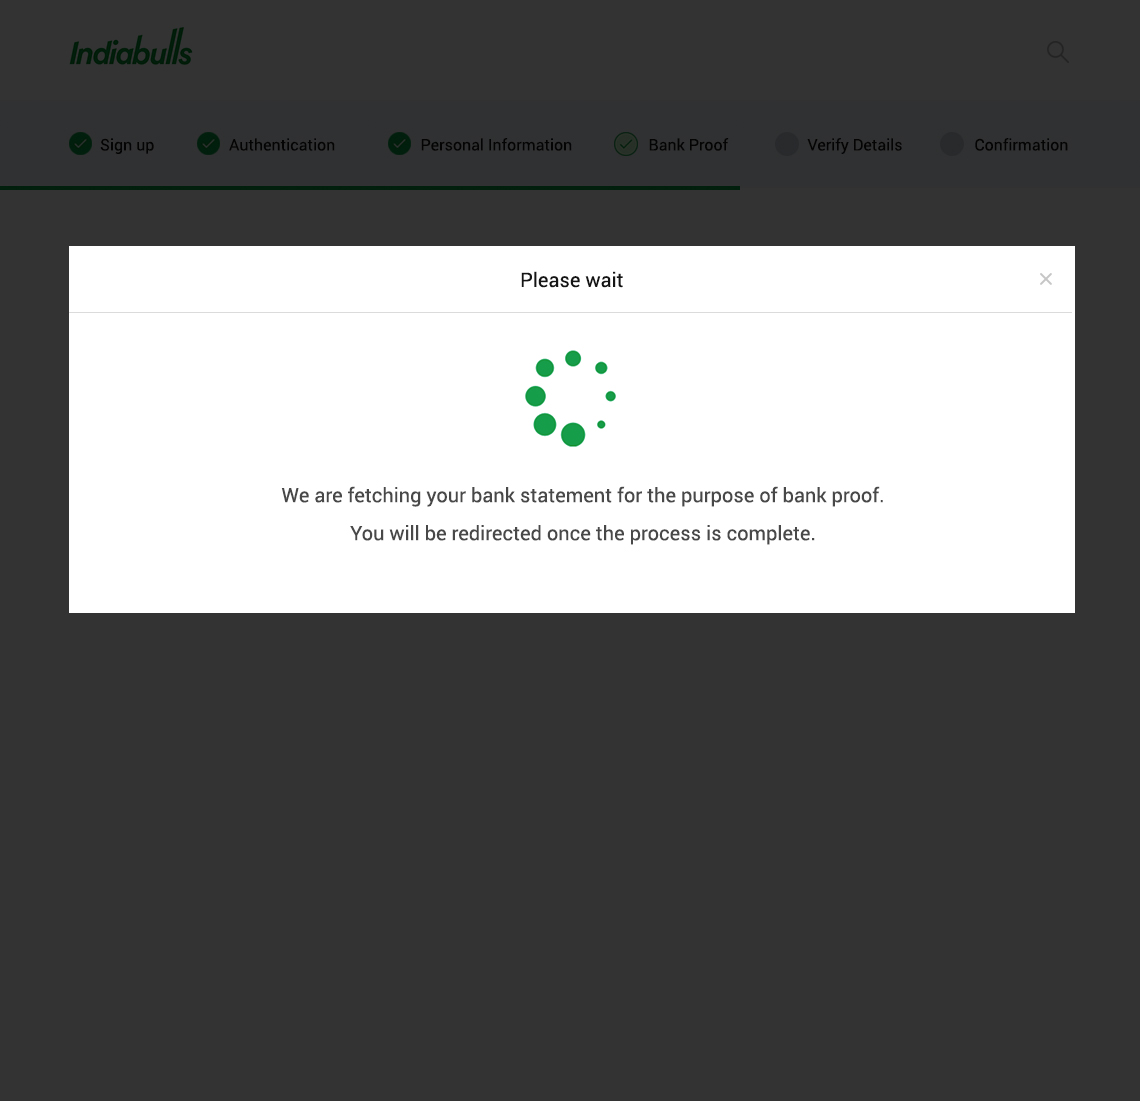 Indiabulls
Sign up Authentication Personal Information Bank Proof Verify Details Confirmation
Please wait
We are fetching your bank statement for the purpose of bank proof.
You will be redirected once the process is complete.